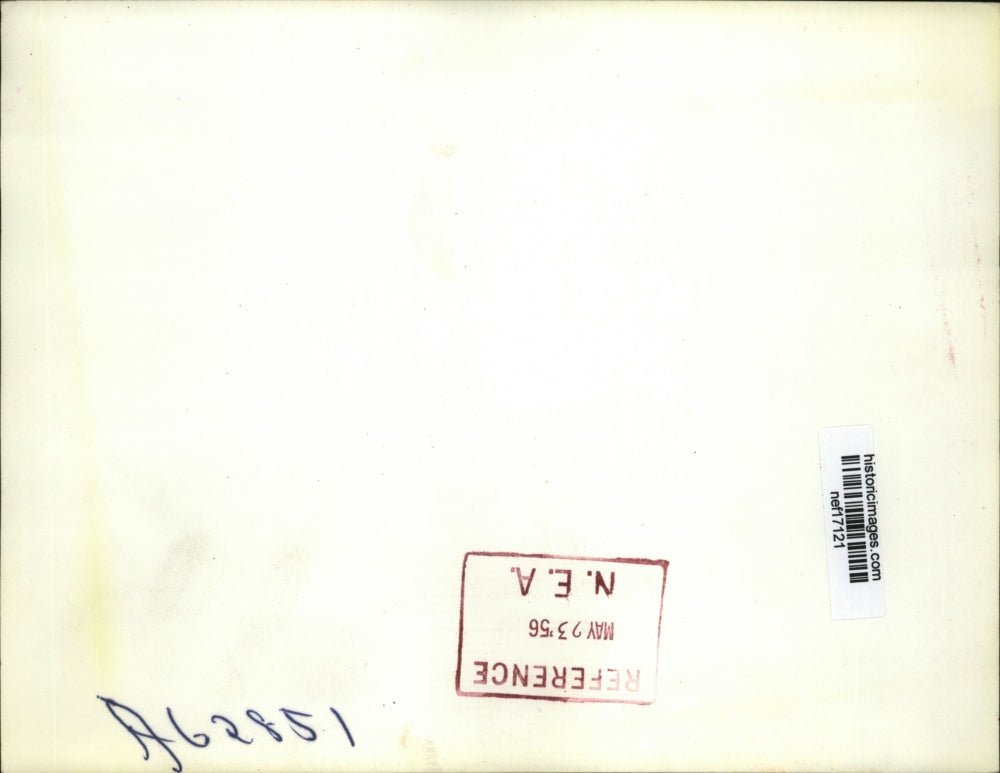 historicimages.com
nef17121
REFERENCE
MAY 23'56
N. E. A.
A62851